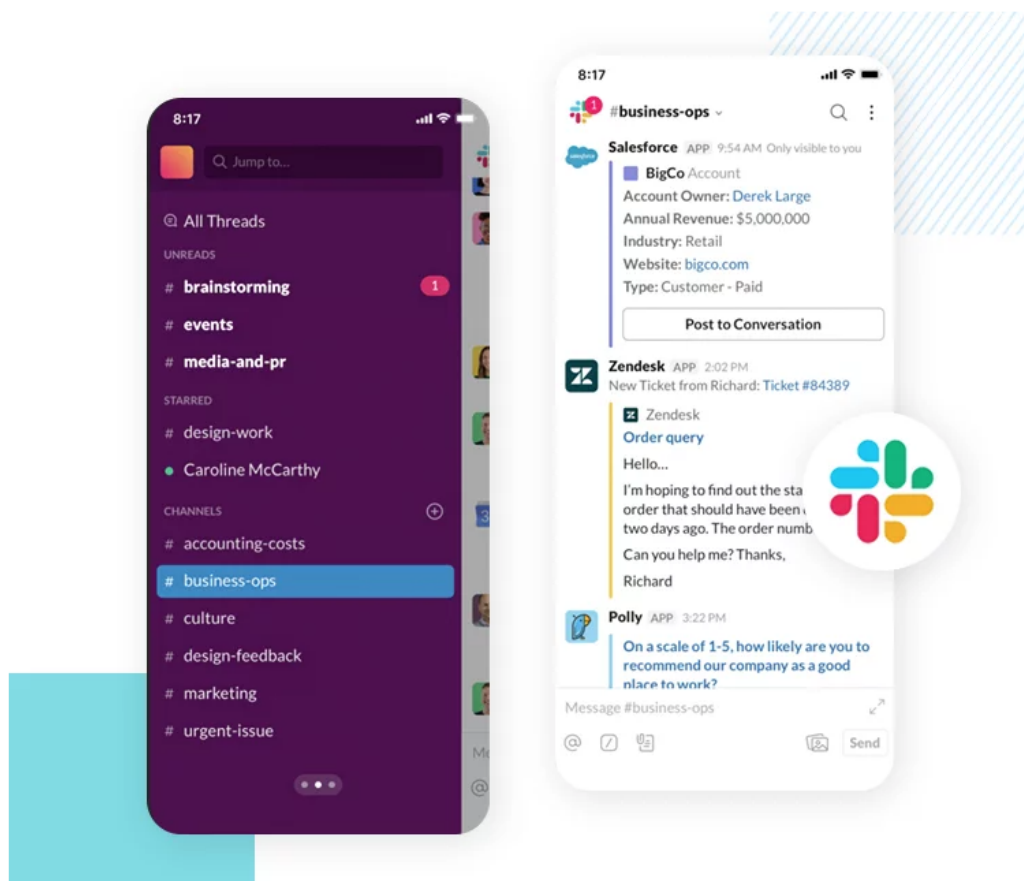 8:17
Jump to...
All Threads
UNREADS
# brainstorming 1
# events
# media-and-pr
STARRED
# design-work
Caroline McCarthy
CHANNELS
# accounting-costs
# business-ops
# culture
# design-feedback
# marketing
# urgent-issue
3
@
8:17
1
#business-ops
salesforce
Salesforce APP 9:54 AM Only visible to you
BigCo Account
Account Owner: Derek Large
Annual Revenue: $5,000,000
Industry: Retail
Website: bigco.com
Type: Customer - Paid
Post to Conversation
Zendesk APP 2:02 PM
New Ticket from Richard: Ticket #84389
Zendesk
Order query
Hello...
I'm hoping to find out the sta
order that should have been
two days ago. The order numb
Can you help me? Thanks,
Richard
Polly APP 3:22 PM
On a scale of 1-5, how likely are you to
recommend our company as a good
place to work?
Message #business-ops
@
Send